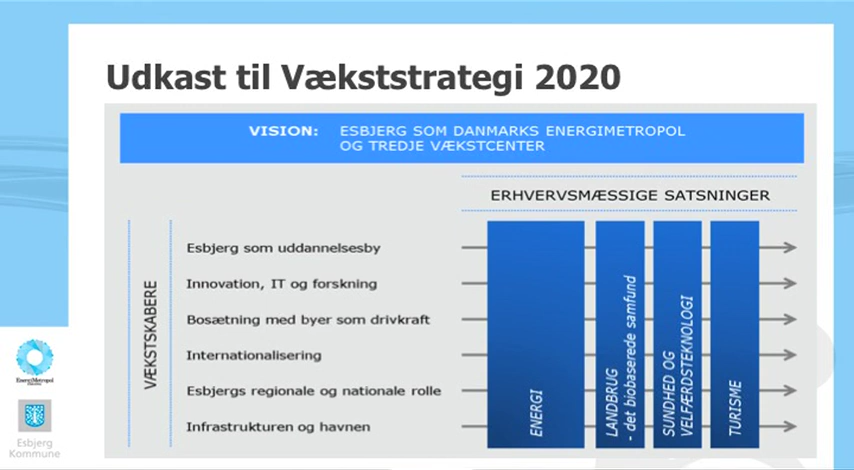 Udkast til Vækststrategi 2020
VISION: ESBJERG SOM DANMARKS ENERGIMETROPOL
OG TREDJE VÆKSTCENTER
ERHVERVSMÆSSIGE SATSNINGER
VÆKSTSKABERE
Esbjerg som uddannelsesby
Innovation, IT og forskning
Bosætning med byer som drivkraft
Internationalisering
Esbjergs regionale og nationale rolle
Infrastrukturen og havnen
ENERGI
LANDBRUG
- det biobaserede samfund
SUNDHED OG
VELFÆRDSTEKNOLOGI
TURISME
EnergiMetropol
Esbjerg
Kommune